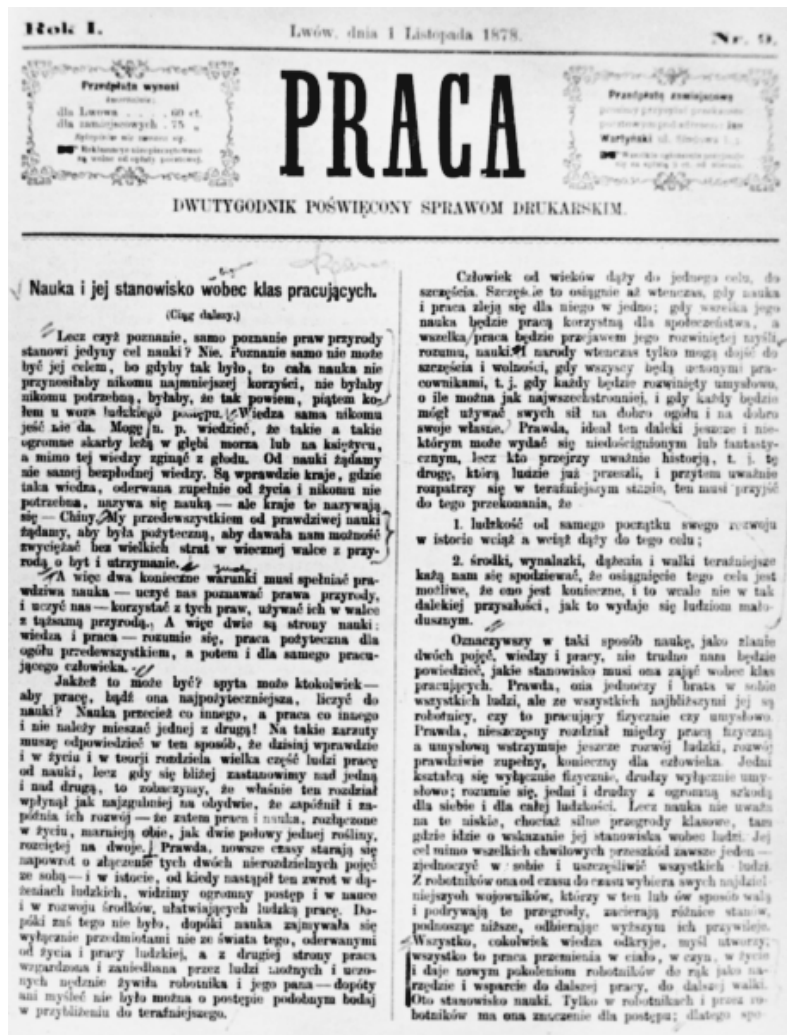 Rok I.
Lwów, dnia 1 Listopada 1878.
Nr. 9.
Przedpłata wynosi
dla Lwowa . . . . . 60 ct.
dla zamiejscowych . 75 „
PRACA
Przedpłatę zamiejscową
DWUTYGODNIK POŚWIĘCONY SPRAWOM DRUKARSKIM.
Nauka i jej stanowisko wobec klas pracujących.
(Ciąg dalszy.)
Lecz czyż poznanie, samo poznanie praw przyrody
stanowi jedyny cel nauki? Nie. Poznanie samo nie może
być jej celem, bo gdyby tak było, to cała nauka nie
przynosiłaby nikomu najmniejszej korzyści, nie byłaby
nikomu potrzebną, byłaby, że tak powiem, piątem ko-
łem u woza ludzkiego postępu. Wiedza sama nikomu
jeść nie da. Mogę n. p. wiedzieć, że takie a takie
ogromne skarby leżą w głębi morza lub na księżycu,
a mimo tej wiedzy zginąć z głodu. Od nauki żądamy
nie samej bezpłodnej wiedzy. Są wprawdzie kraje, gdzie
taka wiedza, oderwana zupełnie od życia i nikomu nie
potrzebna, nazywa się nauką — ale kraje te nazywają
się — Chiny. My przedewszystkiem od prawdziwej nauki
żądamy, aby była pożyteczną, aby dawała nam możność
zwyciężać bez wielkich strat w wiecznej walce z przy-
rodą o byt i utrzymanie.
A więc dwa konieczne warunki musi spełniać pra-
wdziwa nauka — uczyć nas poznawać prawa przyrody,
i uczyć nas — korzystać z tych praw, używać ich w walce
z tążsamą przyrodą. A więc dwie są strony nauki:
wiedza i praca — rozumie się, praca pożyteczna dla
ogółu przedewszystkiem, a potem i dla samego pracu-
jącego człowieka.
Jakżeż to może być? spyta może ktokolwiek —
aby pracę, bądź ona najpożyteczniejsza, liczyć do
nauki? Nauka przecież co innego, a praca co innego
i nie należy mieszać jednej z drugą! Na takie zarzuty
muszę odpowiedzieć w ten sposób, że dzisiaj wprawdzie
i w życiu i w teorji rozdziela wielka część ludzi pracę
od nauki, lecz gdy się bliżej zastanowimy nad jedną
i nad drugą, to zobaczymy, że właśnie ten rozdział
wpłynął jak najzgubniej na obydwie, że zapóźnił i za-
późnia ich rozwój — że zatem praca i nauka, rozłączone
w życiu, marnieją obie, jak dwie połowy jednej rośliny,
rozciętej na dwoje. Prawda, nowsze czasy starają się
napowrót o złączenie tych dwóch nierozdzielnych pojęć
ze sobą — i w istocie, od kiedy nastąpił ten zwrot w dą-
żeniach ludzkich, widzimy ogromny postęp i w nauce
i w rozwoju środków, ułatwiających ludzką pracę. Do-
póki zaś tego nie było, dopóki nauka zajmywała się
wyłącznie przedmiotami nie ze świata tego, oderwanymi
od życia i pracy ludzkiej, a z drugiej strony praca
wzgardzona i zaniedbana przez ludzi możnych i uczo-
nych nędznie żywiła robotnika i jego pana — dopóty
ani myśleć nie było można o postępie podobnym bodaj
w przybliżeniu do teraźniejszego.
Człowiek od wieków dąży do jednego celu, do
szczęścia. Szczęście to osiągnie aż wtenczas, gdy nauka
i praca zleją się dla niego w jedno; gdy wszelka jego
nauka będzie pracą korzystną dla społeczeństwa, a
wszelka praca będzie przejawem jego rozwiniętej myśli,
rozumu, nauki. I narody wtenczas tylko mogą dojść do
szczęścia i wolności, gdy wszyscy będą uczonymi pra-
cownikami, t. j. gdy każdy będzie rozwinięty umysłowo,
o ile można jak najwszechstronniej, i gdy każdy będzie
mógł używać swych sił na dobro ogółu i na dobro
swoje własne. Prawda, ideał ten daleki jeszcze i nie-
którym może wydać się niedoścignionym lub fantasty-
cznym, lecz kto przejrzy uważnie historję, t. j. tę
drogę, którą ludzie już przeszli, i przytem uważnie
rozpatrzy się w teraźniejszym stanie, ten musi przyjść
do tego przekonania, że
1. ludzkość od samego początku swego rozwoju
w istocie wciąż a wciąż dąży do tego celu;
2. środki, wynalazki, dążenia i walki teraźniejsze
każą nam się spodziewać, że osiągnięcie tego celu jest
możliwe, że ono jest konieczne, i to wcale nie w tak
dalekiej przyszłości, jak to wydaje się ludziom mało-
dusznym.
Oznaczywszy w taki sposób naukę, jako zlanie
dwóch pojęć, wiedzy i pracy, nie trudno nam będzie
powiedzieć, jakie stanowisko musi ona zająć wobec klas
pracujących. Prawda, ona jednoczy i brata w sobie
wszystkich ludzi, ale ze wszystkich najbliższymi jej są
robotnicy, czy to pracujący fizycznie czy umysłowo.
Prawda, nieszczęsny rozdział między pracą fizyczną
a umysłową wstrzymuje jeszcze rozwój ludzki, rozwój
prawdziwie zupełny, konieczny dla człowieka. Jedni
kształcą się wyłącznie fizycznie, drudzy wyłącznie umy-
słowo; rozumie się, jedni i drudzy z ogromną szkodą
dla siebie i dla całej ludzkości. Lecz nauka nie uważa
na te niskie, chociaż silne przegrody klasowe, tam
gdzie idzie o wskazanie jej stanowiska wobec ludzi. Jej
cel mimo wszelkich chwilowych przeszkód zawsze jeden —
zjednoczyć w sobie i uszczęśliwić wszystkich ludzi.
Z robotników ona od czasu do czasu wybiera swych najdziel-
niejszych wojowników, którzy w ten lub ów sposób walą
i podrywają te przegrody, zacierają różnice stanów,
podnosząc niższe, odbierając wyższym ich przywileje.
Wszystko, cokolwiek wiedza odkryje, myśl utworzy,
wszystko to praca przemienia w ciało, w czyn, w życie
i daje nowym pokoleniom robotników do rąk jako na-
rzędzie i wsparcie do dalszej pracy, do dalszej walki.
Oto stanowisko nauki. Tylko w robotnikach i przez ro-
botników ma ona znaczenie dla postępu; dlatego spo-